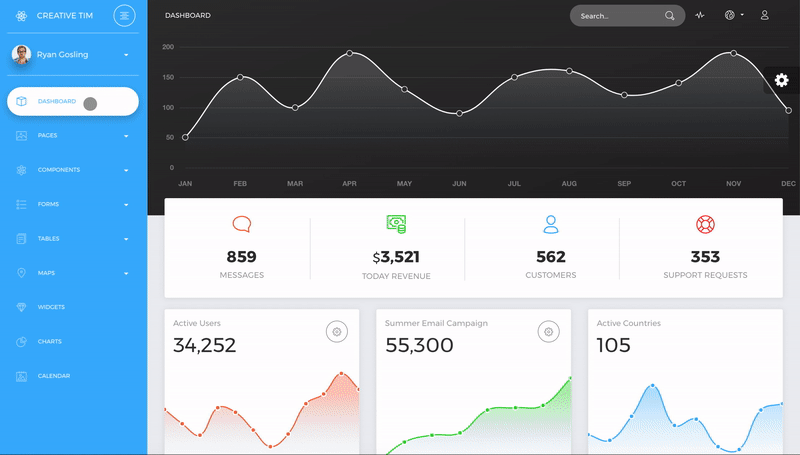 CREATIVE TIM
Ryan Gosling
DASHBOARD
PAGES
COMPONENTS
FORMS
TABLES
MAPS
WIDGETS
CHARTS
CALENDAR
DASHBOARD
Search...
200
150
100
50
0
JAN FEB MAR APR MAY JUN JUL AUG SEP OCT NOV DEC
859
MESSAGES
$3,521
TODAY REVENUE
562
CUSTOMERS
353
SUPPORT REQUESTS
Active Users
34,252
Summer Email Campaign
55,300
Active Countries
105